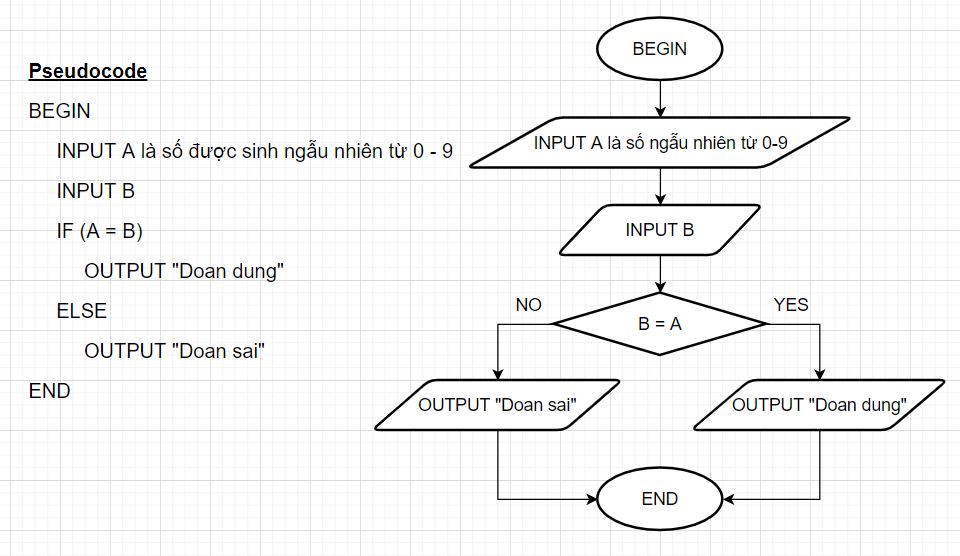 Pseudocode
BEGIN
INPUT A là số được sinh ngẫu nhiên từ 0 - 9
INPUT B
IF (A = B)
OUTPUT "Doan dung"
ELSE
OUTPUT "Doan sai"
END
BEGIN
INPUT A là số ngẫu nhiên từ 0-9
INPUT B
NO
YES
B = A
OUTPUT "Doan sai"
OUTPUT "Doan dung"
END